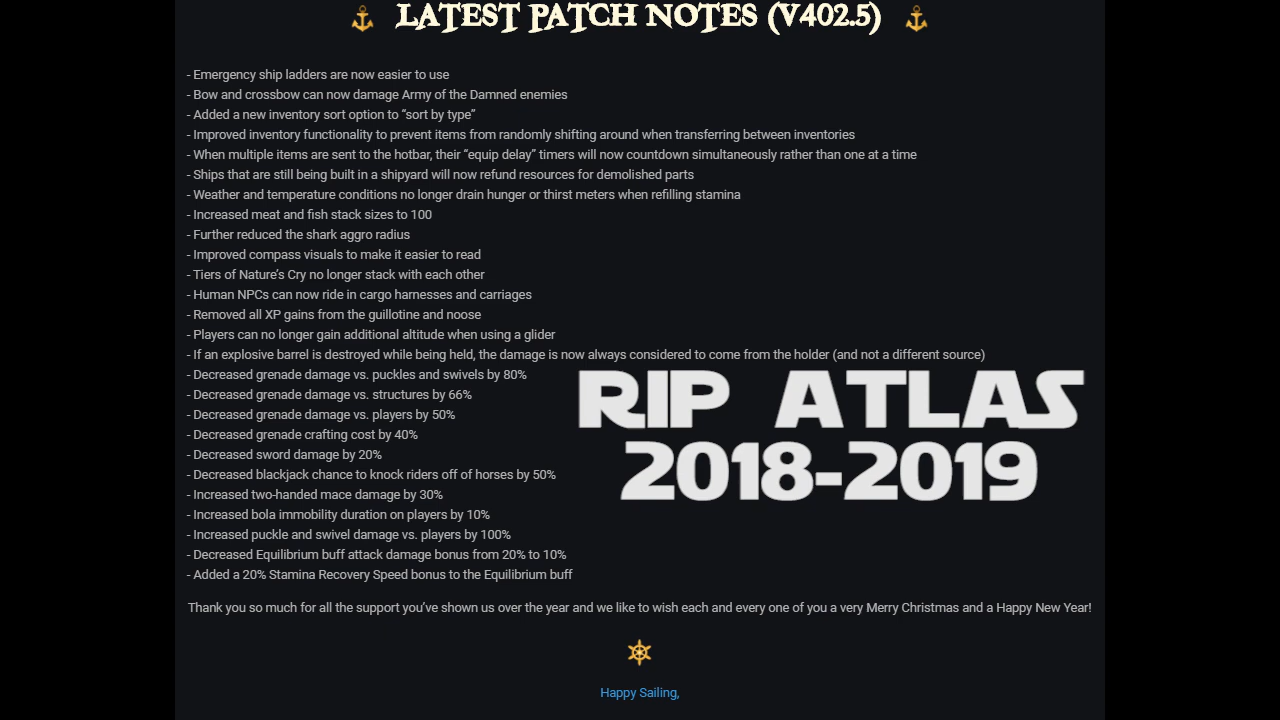 LATEST PATCH NOTES (V402.5)
- Emergency ship ladders are now easier to use
- Bow and crossbow can now damage Army of the Damned enemies
- Added a new inventory sort option to “sort by type”
- Improved inventory functionality to prevent items from randomly shifting around when transferring between inventories
- When multiple items are sent to the hotbar, their “equip delay” timers will now countdown simultaneously rather than one at a time
- Ships that are still being built in a shipyard will now refund resources for demolished parts
- Weather and temperature conditions no longer drain hunger or thirst meters when refilling stamina
- Increased meat and fish stack sizes to 100
- Further reduced the shark aggro radius
- Improved compass visuals to make it easier to read
- Tiers of Nature’s Cry no longer stack with each other
- Human NPCs can now ride in cargo harnesses and carriages
- Removed all XP gains from the guillotine and noose
- Players can no longer gain additional altitude when using a glider
- If an explosive barrel is destroyed while being held, the damage is now always considered to come from the holder (and not a different source)
- Decreased grenade damage vs. puckles and swivels by 80%
- Decreased grenade damage vs. structures by 66%
- Decreased grenade damage vs. players by 50%
- Decreased grenade crafting cost by 40%
- Decreased sword damage by 20%
- Decreased blackjack chance to knock riders off of horses by 50%
- Increased two-handed mace damage by 30%
- Increased bola immobility duration on players by 10%
- Increased puckle and swivel damage vs. players by 100%
- Decreased Equilibrium buff attack damage bonus from 20% to 10%
- Added a 20% Stamina Recovery Speed bonus to the Equilibrium buff
RIP ATLAS
2018-2019
Thank you so much for all the support you’ve shown us over the year and we like to wish each and every one of you a very Merry Christmas and a Happy New Year!
Happy Sailing,